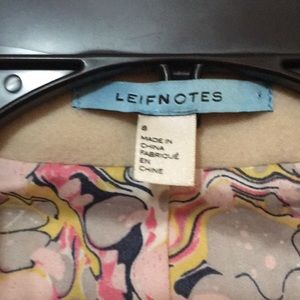 LEIFNOTES
8
MADE IN
CHINA
FABRIQUÉ
EN
CHINE